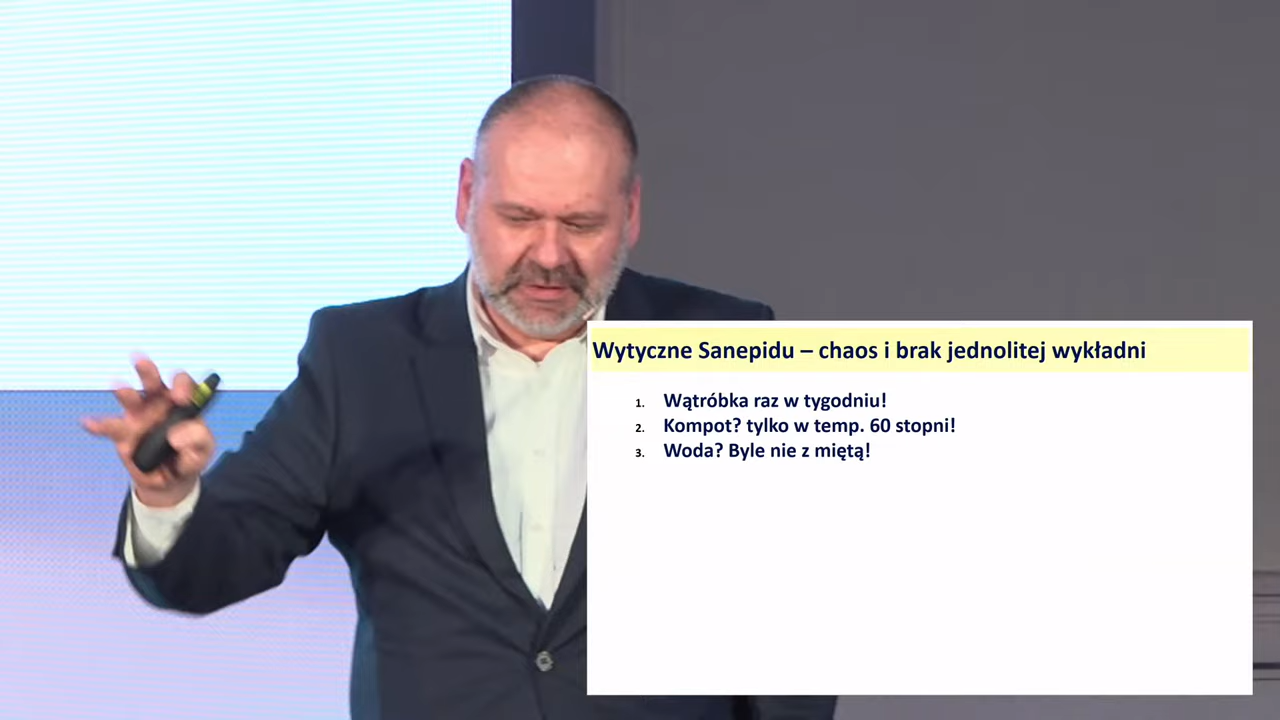 Wytyczne Sanepidu – chaos i brak jednolitej wykładni
1. Wątróbka raz w tygodniu!
2. Kompot? tylko w temp. 60 stopni!
3. Woda? Byle nie z miętą!